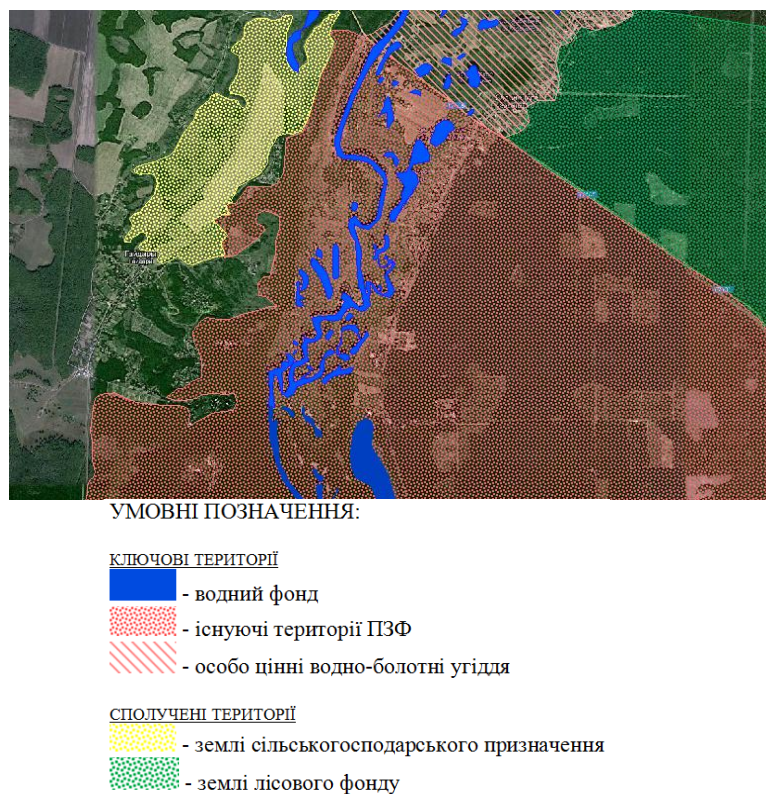 УМОВНІ ПОЗНАЧЕННЯ:
КЛЮЧОВІ ТЕРИТОРІЇ
- водний фонд
- існуючі території ПЗФ
- особо цінні водно-болотні угіддя
СПОЛУЧЕНІ ТЕРИТОРІЇ
- землі сільськогосподарського призначення
- землі лісового фонду